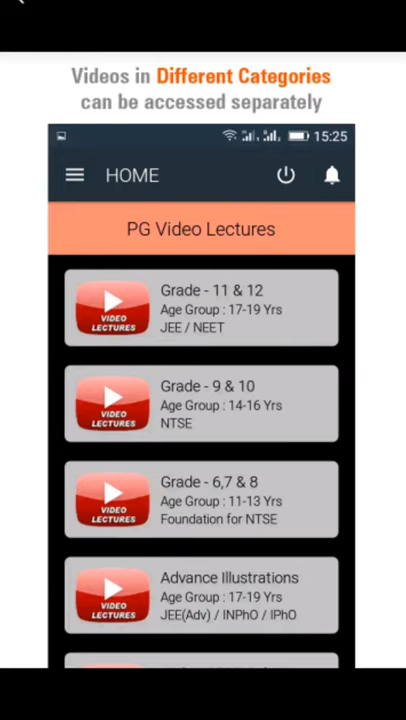 Videos in Different Categories
can be accessed separately
15:25
HOME
PG Video Lectures
Grade - 11 & 12
Age Group : 17-19 Yrs
JEE / NEET
VIDEO
LECTURES
Grade - 9 & 10
Age Group : 14-16 Yrs
NTSE
VIDEO
LECTURES
Grade - 6,7 & 8
Age Group : 11-13 Yrs
Foundation for NTSE
VIDEO
LECTURES
Advance Illustrations
Age Group : 17-19 Yrs
JEE(Adv) / INPhO / IPhO
VIDEO
LECTURES